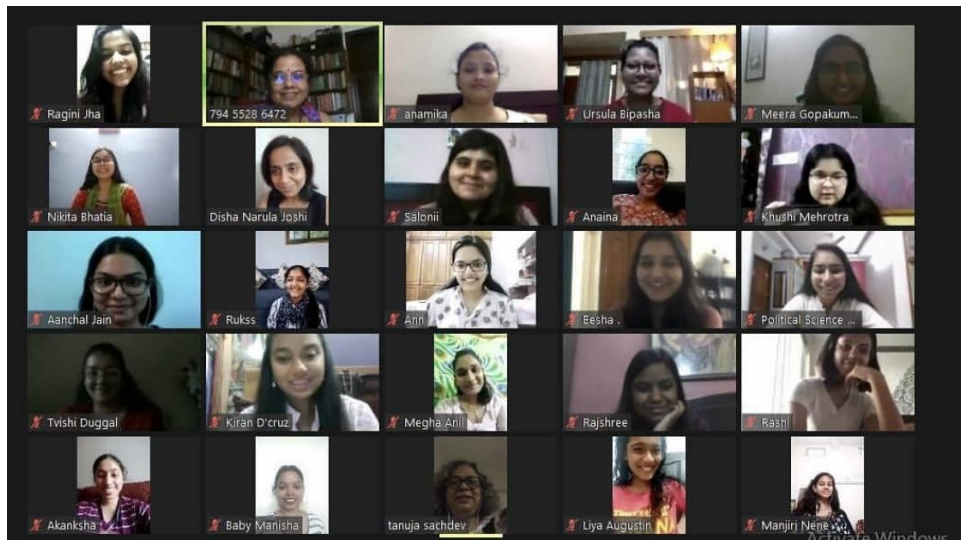 Ragini Jha
794 5528 6472
anamika
Ursula Bipasha
Meera Gopakum...
Nikita Bhatia
Disha Narula Joshi
Salonii
Anaina
Khushi Mehrotra
Aanchal Jain
Rukss
Ann
Eesha .
Political Science ...
Tvishi Duggal
Kiran D'cruz
Megha Anil
Rajshree
Rashi
Akanksha
Baby Manisha
tanuja sachdev
Liya Augustin
Manjiri Nene
Activate Windows